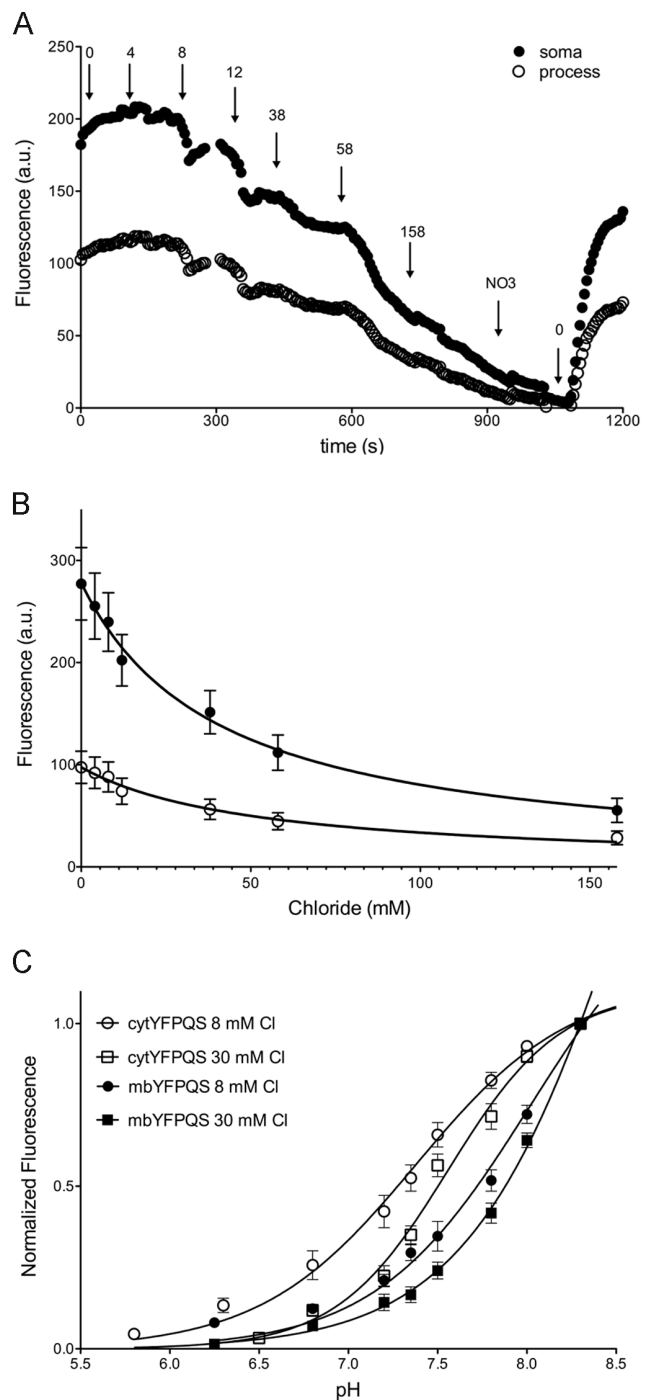 A
250
200
150
100
50
0
Fluorescence (a.u.)
0
4
8
12
38
58
158
NO3
0
soma
process
0
300
600
900
1200
time (s)
B
300
200
100
0
Fluorescence (a.u.)
0
50
100
150
Chloride (mM)
C
1.0
0.5
0.0
Normalized Fluorescence
cytYFPQS 8 mM Cl
cytYFPQS 30 mM Cl
mbYFPQS 8 mM Cl
mbYFPQS 30 mM Cl
5.5
6.0
6.5
7.0
7.5
8.0
8.5
pH